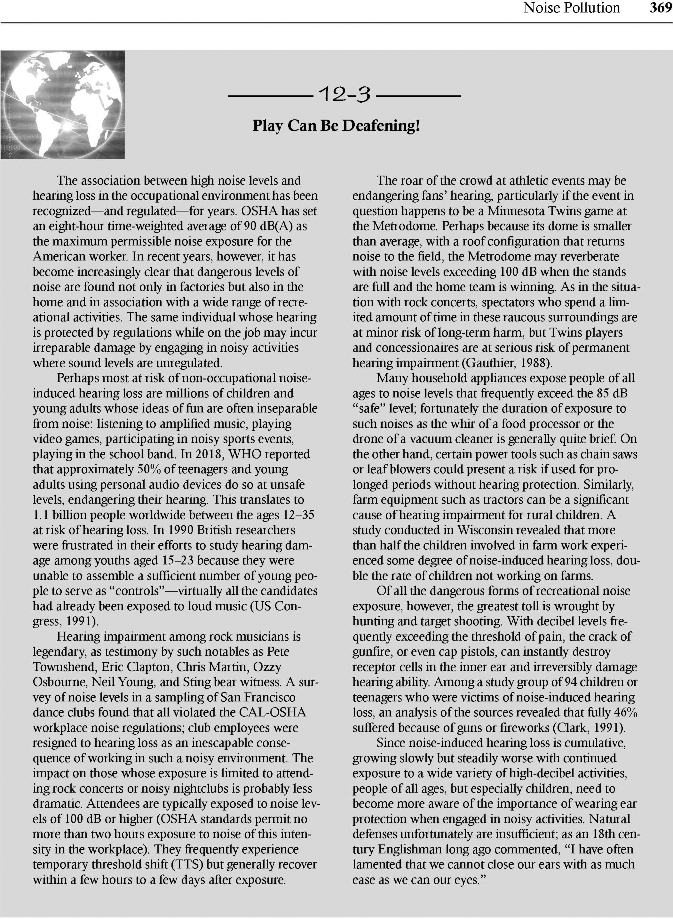 Noise Pollution 369
12-3
Play Can Be Deafening!
The association between high noise levels and
hearing loss in the occupational environment has been
recognized—and regulated—for years. OSHA has set
an eight-hour time-weighted average of 90 dB(A) as
the maximum permissible noise exposure for the
American worker. In recent years, however, it has
become increasingly clear that dangerous levels of
noise are found not only in factories but also in the
home and in association with a wide range of recre-
ational activities. The same individual whose hearing
is protected by regulations while on the job may incur
irreparable damage by engaging in noisy activities
where sound levels are unregulated.
Perhaps most at risk of non-occupational noise-
induced hearing loss are millions of children and
young adults whose ideas of fun are often inseparable
from noise: listening to amplified music, playing
video games, participating in noisy sports events,
playing in the school band. In 2018, WHO reported
that approximately 50% of teenagers and young
adults using personal audio devices do so at unsafe
levels, endangering their hearing. This translates to
1.1 billion people worldwide between the ages 12–35
at risk of hearing loss. In 1990 British researchers
were frustrated in their efforts to study hearing dam-
age among youths aged 15–23 because they were
unable to assemble a sufficient number of young peo-
ple to serve as “controls”—virtually all the candidates
had already been exposed to loud music (US Con-
gress, 1991).
Hearing impairment among rock musicians is
legendary, as testimony by such notables as Pete
Townshend, Eric Clapton, Chris Martin, Ozzy
Osbourne, Neil Young, and Sting bear witness. A sur-
vey of noise levels in a sampling of San Francisco
dance clubs found that all violated the CAL-OSHA
workplace noise regulations; club employees were
resigned to hearing loss as an inescapable conse-
quence of working in such a noisy environment. The
impact on those whose exposure is limited to attend-
ing rock concerts or noisy nightclubs is probably less
dramatic. Attendees are typically exposed to noise lev-
els of 100 dB or higher (OSHA standards permit no
more than two hours exposure to noise of this inten-
sity in the workplace). They frequently experience
temporary threshold shift (TTS) but generally recover
within a few hours to a few days after exposure.
The roar of the crowd at athletic events may be
endangering fans’ hearing, particularly if the event in
question happens to be a Minnesota Twins game at
the Metrodome. Perhaps because its dome is smaller
than average, with a roof configuration that returns
noise to the field, the Metrodome may reverberate
with noise levels exceeding 100 dB when the stands
are full and the home team is winning. As in the situa-
tion with rock concerts, spectators who spend a lim-
ited amount of time in these raucous surroundings are
at minor risk of long-term harm, but Twins players
and concessionaires are at serious risk of permanent
hearing impairment (Gauthier, 1988).
Many household appliances expose people of all
ages to noise levels that frequently exceed the 85 dB
“safe” level; fortunately the duration of exposure to
such noises as the whir of a food processor or the
drone of a vacuum cleaner is generally quite brief. On
the other hand, certain power tools such as chain saws
or leaf blowers could present a risk if used for pro-
longed periods without hearing protection. Similarly,
farm equipment such as tractors can be a significant
cause of hearing impairment for rural children. A
study conducted in Wisconsin revealed that more
than half the children involved in farm work experi-
enced some degree of noise-induced hearing loss, dou-
ble the rate of children not working on farms.
Of all the dangerous forms of recreational noise
exposure, however, the greatest toll is wrought by
hunting and target shooting. With decibel levels fre-
quently exceeding the threshold of pain, the crack of
gunfire, or even cap pistols, can instantly destroy
receptor cells in the inner ear and irreversibly damage
hearing ability. Among a study group of 94 children or
teenagers who were victims of noise-induced hearing
loss, an analysis of the sources revealed that fully 46%
suffered because of guns or fireworks (Clark, 1991).
Since noise-induced hearing loss is cumulative,
growing slowly but steadily worse with continued
exposure to a wide variety of high-decibel activities,
people of all ages, but especially children, need to
become more aware of the importance of wearing ear
protection when engaged in noisy activities. Natural
defenses unfortunately are insufficient; as an 18th cen-
tury Englishman long ago commented, “I have often
lamented that we cannot close our ears with as much
ease as we can our eyes.”